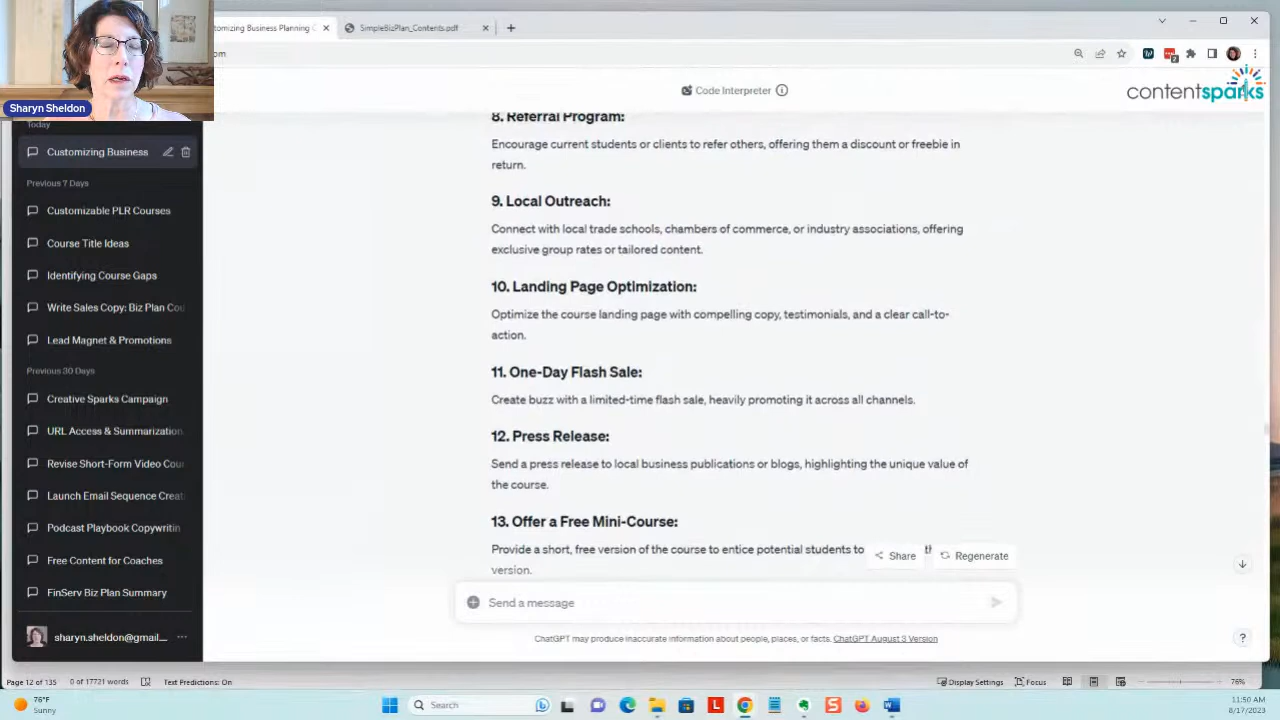 tomizing Business Planning
SimpleBizPlan_Contents.pdf
om
Sharyn Sheldon
Code Interpreter
contentsparks
Today
Customizing Business
Previous 7 Days
Customizable PLR Courses
Course Title Ideas
Identifying Course Gaps
Write Sales Copy: Biz Plan Cou
Lead Magnet & Promotions
Previous 30 Days
Creative Sparks Campaign
URL Access & Summarization
Revise Short-Form Video Cou
Launch Email Sequence Creati
Podcast Playbook Copywritin
Free Content for Coaches
FinServ Biz Plan Summary
sharyn.sheldon@gmail...
8. Referral Program:
Encourage current students or clients to refer others, offering them a discount or freebie in
return.
9. Local Outreach:
Connect with local trade schools, chambers of commerce, or industry associations, offering
exclusive group rates or tailored content.
10. Landing Page Optimization:
Optimize the course landing page with compelling copy, testimonials, and a clear call-to-
action.
11. One-Day Flash Sale:
Create buzz with a limited-time flash sale, heavily promoting it across all channels.
12. Press Release:
Send a press release to local business publications or blogs, highlighting the unique value of
the course.
13. Offer a Free Mini-Course:
Provide a short, free version of the course to entice potential students to
version.
Share
Regenerate
Send a message
ChatGPT may produce inaccurate information about people, places, or facts. ChatGPT August 3 Version
?
Page 12 of 135
0 of 17721 words
Text Predictions: On
Display Settings
Focus
76%
76°F
Sunny
Search
11:50 AM
8/17/2023